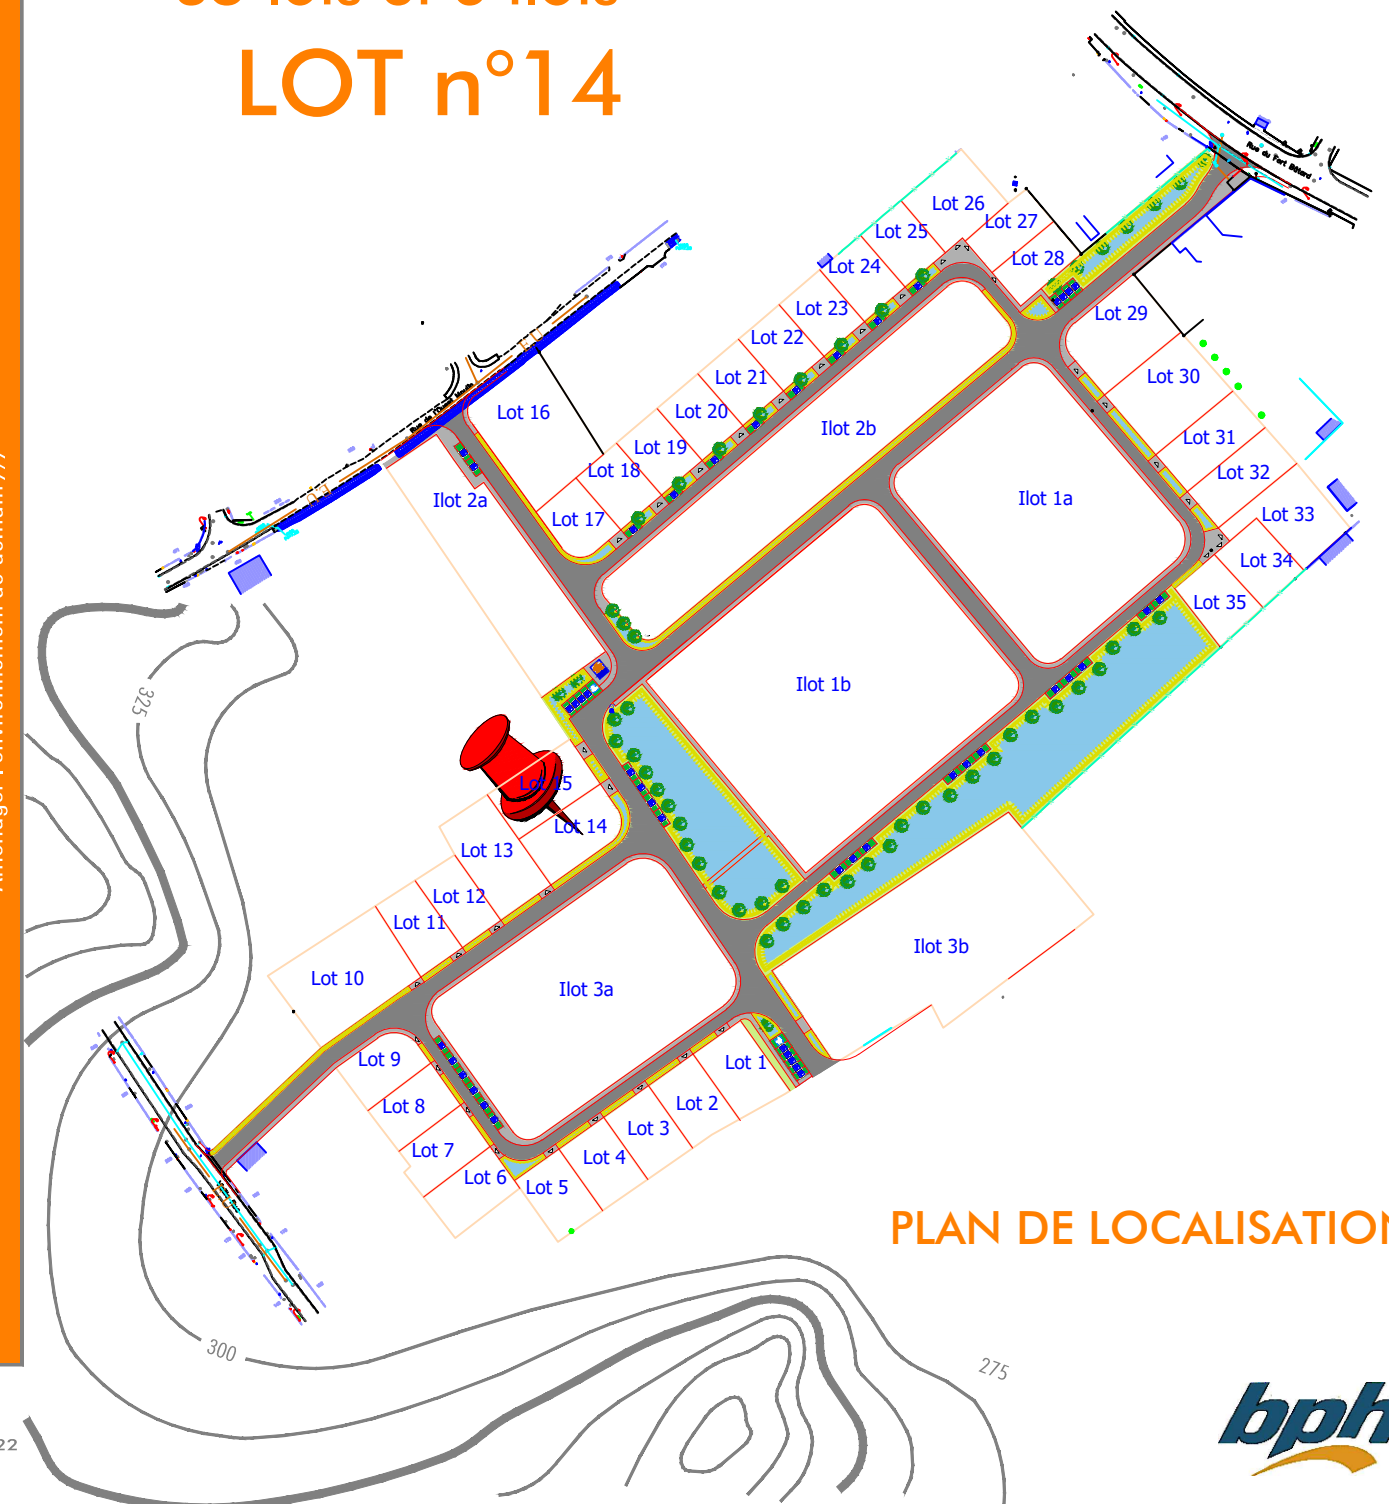 LOT n°14
Rue du Fort Bétard
Lot 26
Lot 27
Lot 25
Lot 28
Lot 24
Lot 23
Lot 29
Lot 22
Lot 30
Lot 21
Lot 20
Lot 16
Lot 19
Ilot 2b
Lot 31
Lot 18
Lot 32
Ilot 2a
Ilot 1a
Lot 33
Lot 17
Lot 34
Lot 35
325
Ilot 1b
Lot 15
Lot 14
Lot 13
Lot 12
Lot 11
Ilot 3b
Lot 10
Ilot 3a
Lot 9
Lot 1
Lot 8
Lot 2
Lot 3
Lot 7
Lot 4
Lot 6
Lot 5
PLAN DE LOCALISATION
300
275
bph
22